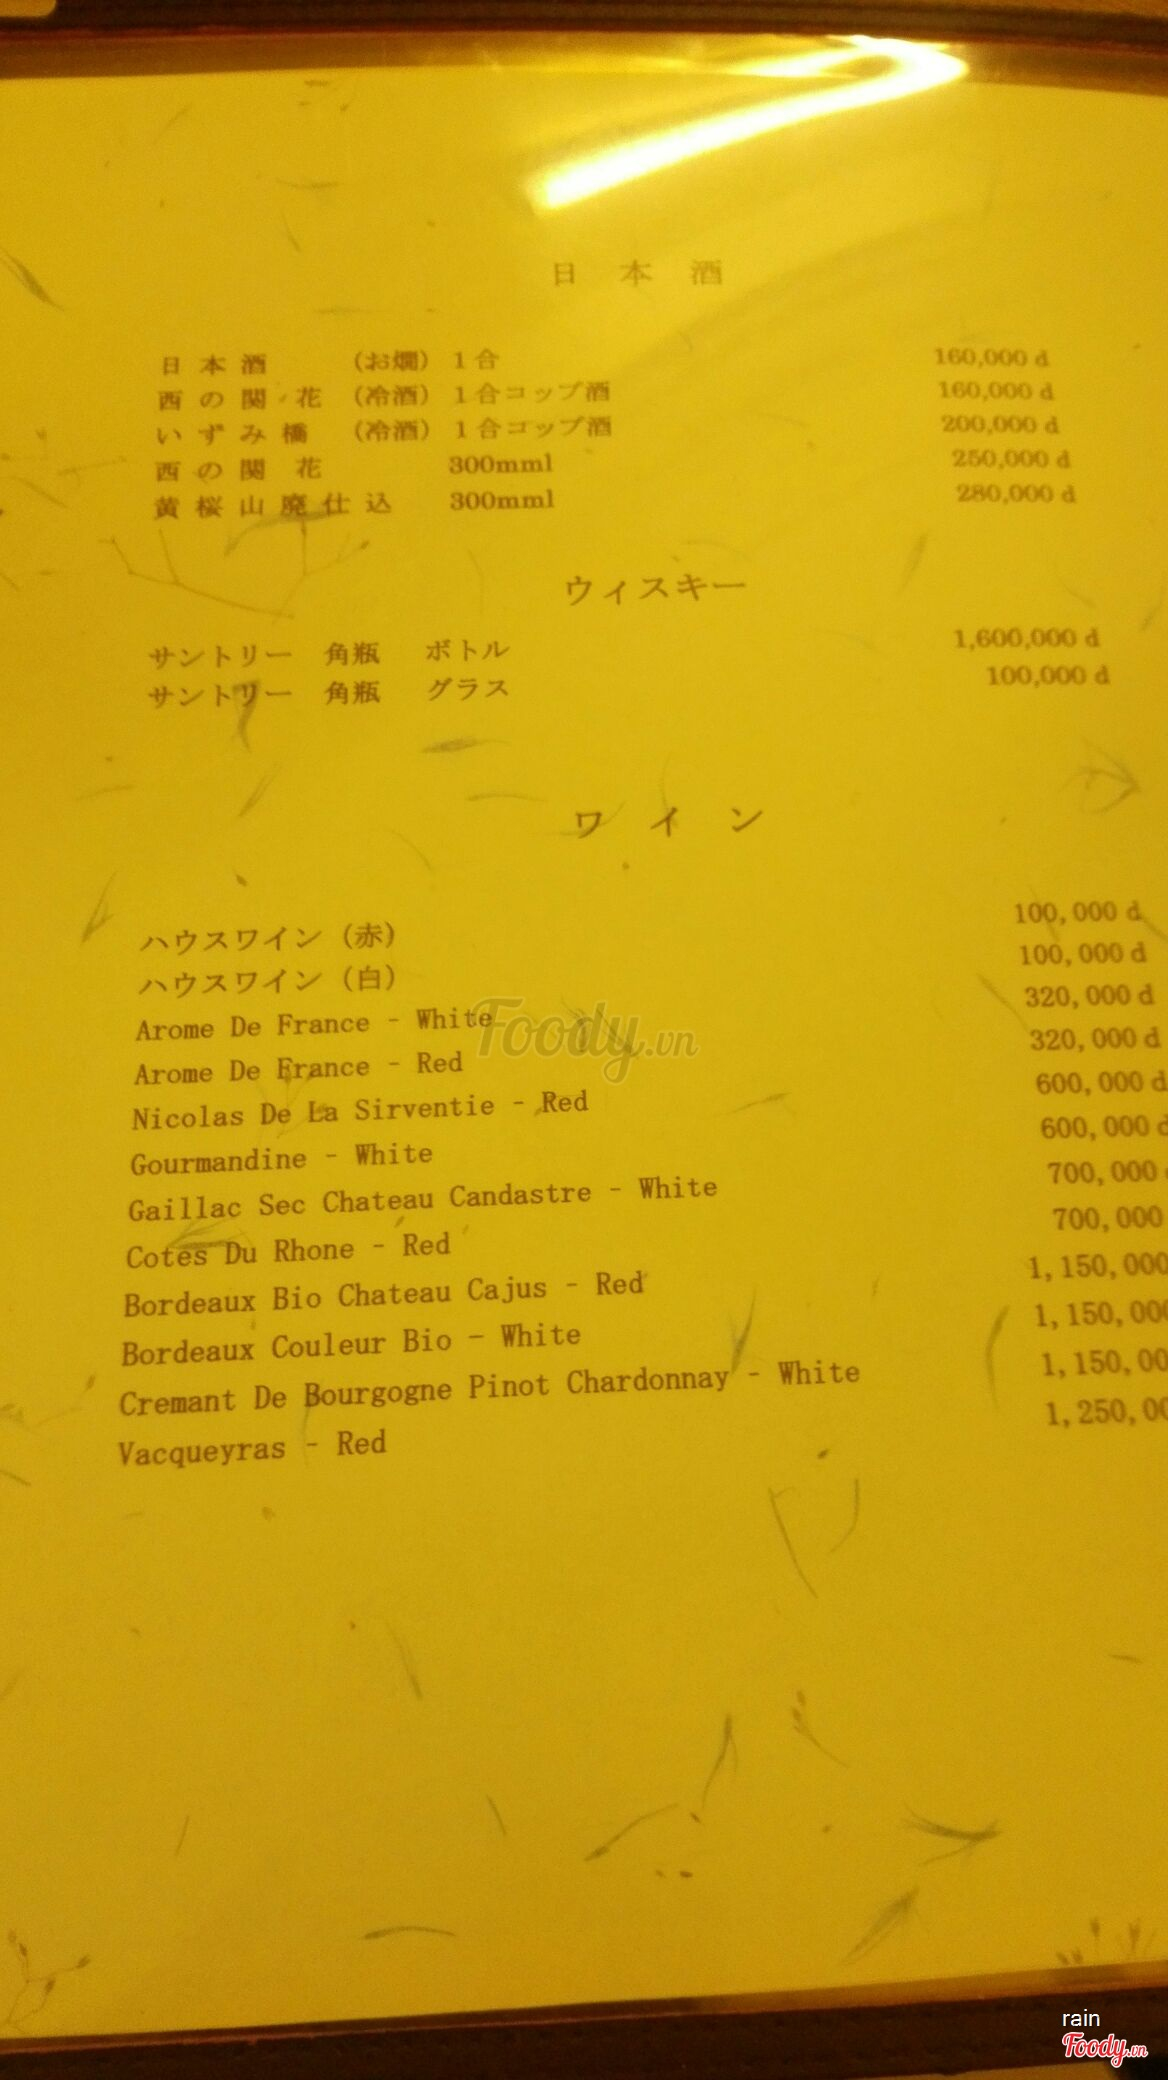 日本酒
日本酒 (お燗) 1合 160,000 d
西の関 花 (冷酒) 1合コップ酒 160,000 d
いずみ橋 (冷酒) 1合コップ酒 200,000 d
西の関 花 300mml 250,000 d
黄桜山廃仕込 300mml 280,000 d
ウィスキー
サントリー 角瓶 ボトル 1,600,000 d
サントリー 角瓶 グラス 100,000 d
ワイン
ハウスワイン (赤) 100,000 d
ハウスワイン (白) 100,000 d
Arome De France - White 320,000 d
Arome De France - Red 320,000 d
Nicolas De La Sirventie - Red 600,000 d
Gourmandine - White 600,000 d
Gaillac Sec Chateau Candastre - White 700,000
Cotes Du Rhone - Red 700,000
Bordeaux Bio Chateau Cajus - Red 1,150,000
Bordeaux Couleur Bio - White 1,150,000
Cremant De Bourgogne Pinot Chardonnay - White 1,150,00
Vacqueyras - Red 1,250,00
Foody.vn
rain
Foody.vn